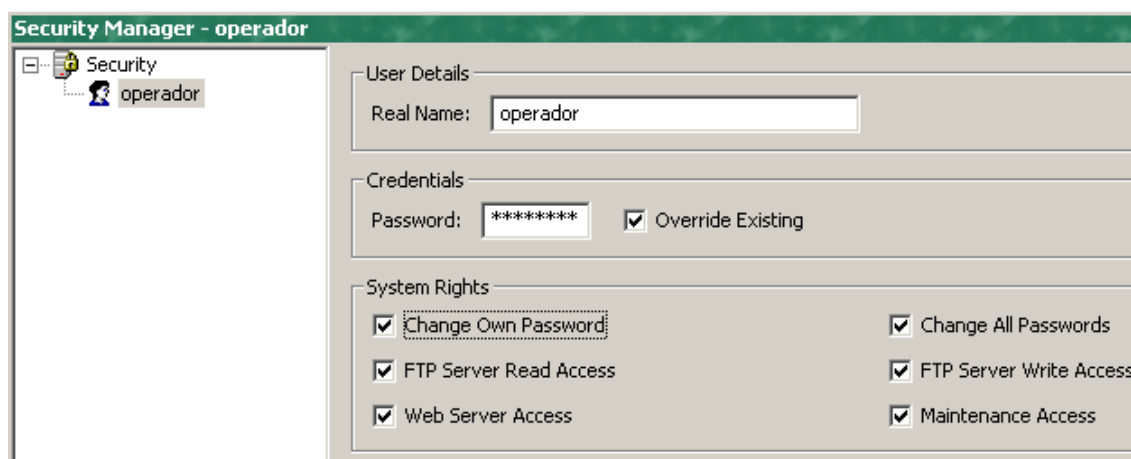 Security Manager - operador
Security
operador
User Details
Real Name: operador
Credentials
Password: ******** Override Existing
System Rights
Change Own Password Change All Passwords
FTP Server Read Access FTP Server Write Access
Web Server Access Maintenance Access